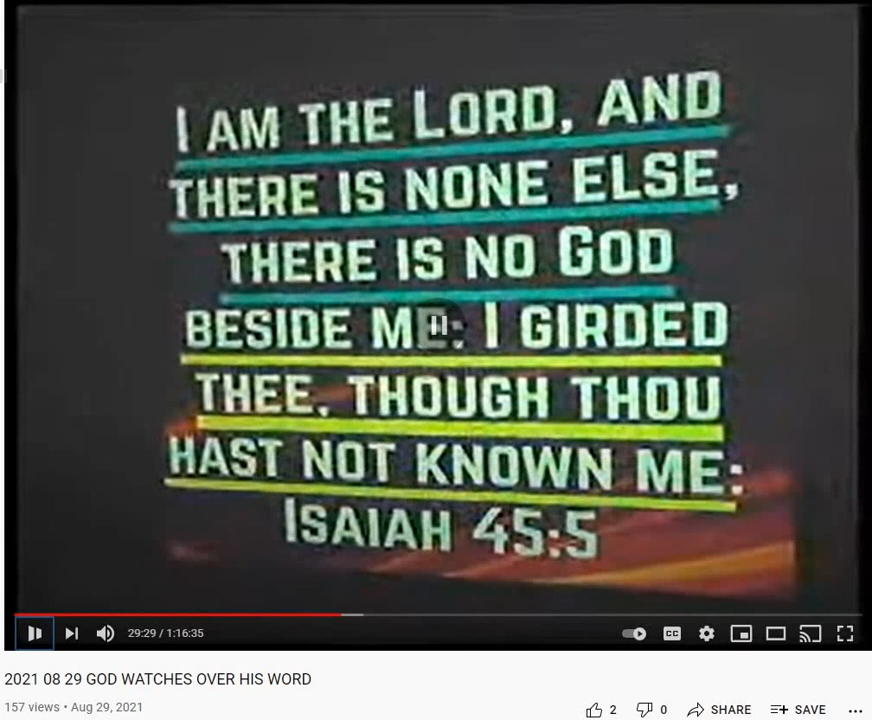 I AM THE LORD, AND
THERE IS NONE ELSE,
THERE IS NO GOD
BESIDE ME: I GIRDED
THEE, THOUGH THOU
HAST NOT KNOWN ME:
ISAIAH 45:5
29:29 / 1:16:35
CC
2021 08 29 GOD WATCHES OVER HIS WORD
157 views • Aug 29, 2021
2
0
SHARE
SAVE